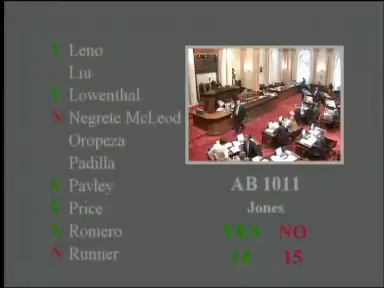 Y Leno
Liu
Y Lowenthal
N Negrete McLeod
Oropeza
Padilla
Y Pavley
Y Price
Y Romero
N Runner
AB 1011
Jones
YES NO
14 15